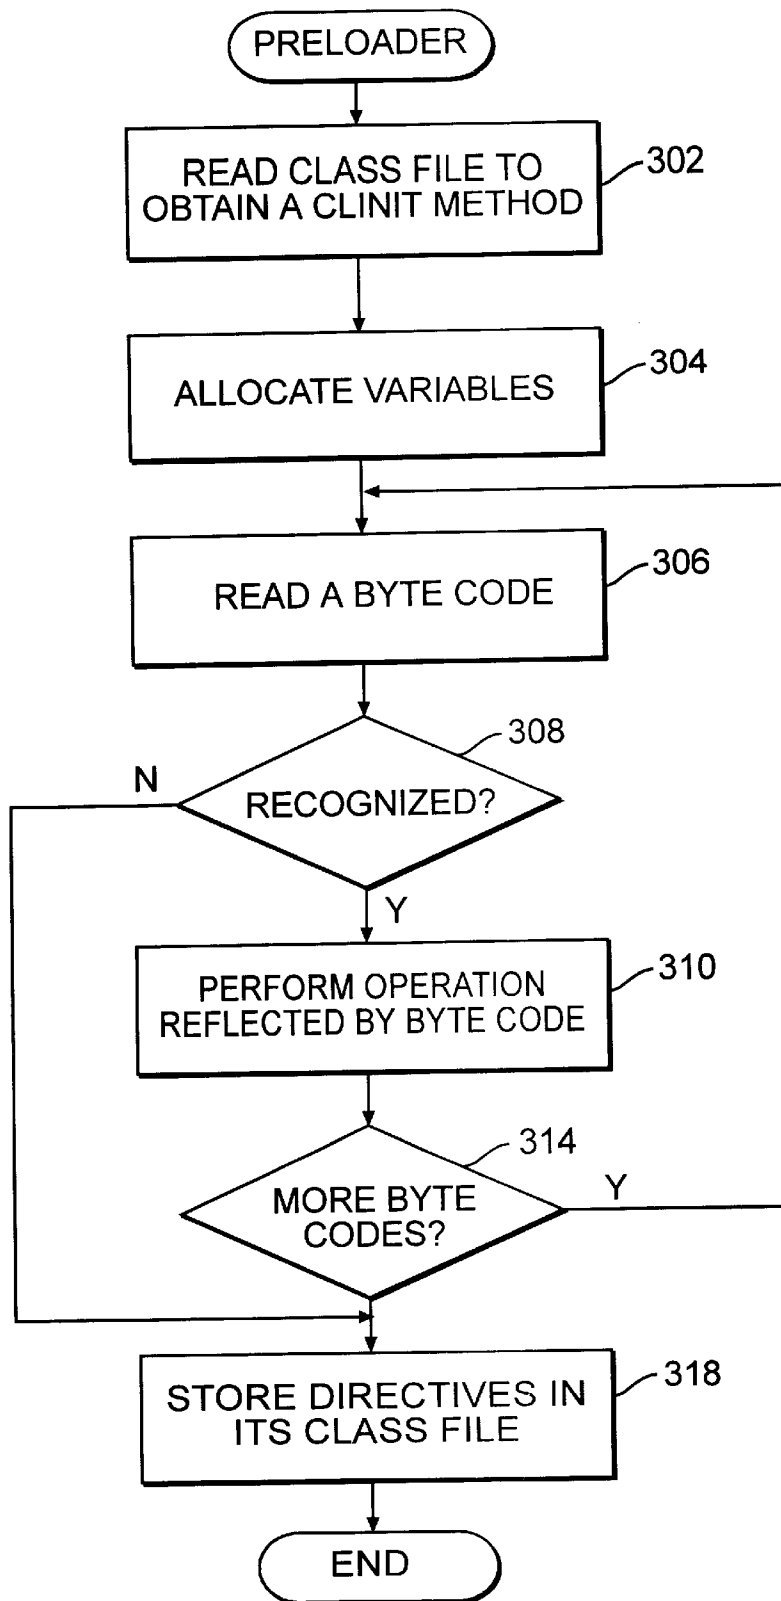 PRELOADER
READ CLASS FILE TO
OBTAIN A CLINIT METHOD
302
ALLOCATE VARIABLES
304
READ A BYTE CODE
306
308
N
RECOGNIZED?
Y
PERFORM OPERATION
REFLECTED BY BYTE CODE
310
314
MORE BYTE
CODES?
Y
STORE DIRECTIVES IN
ITS CLASS FILE
318
END